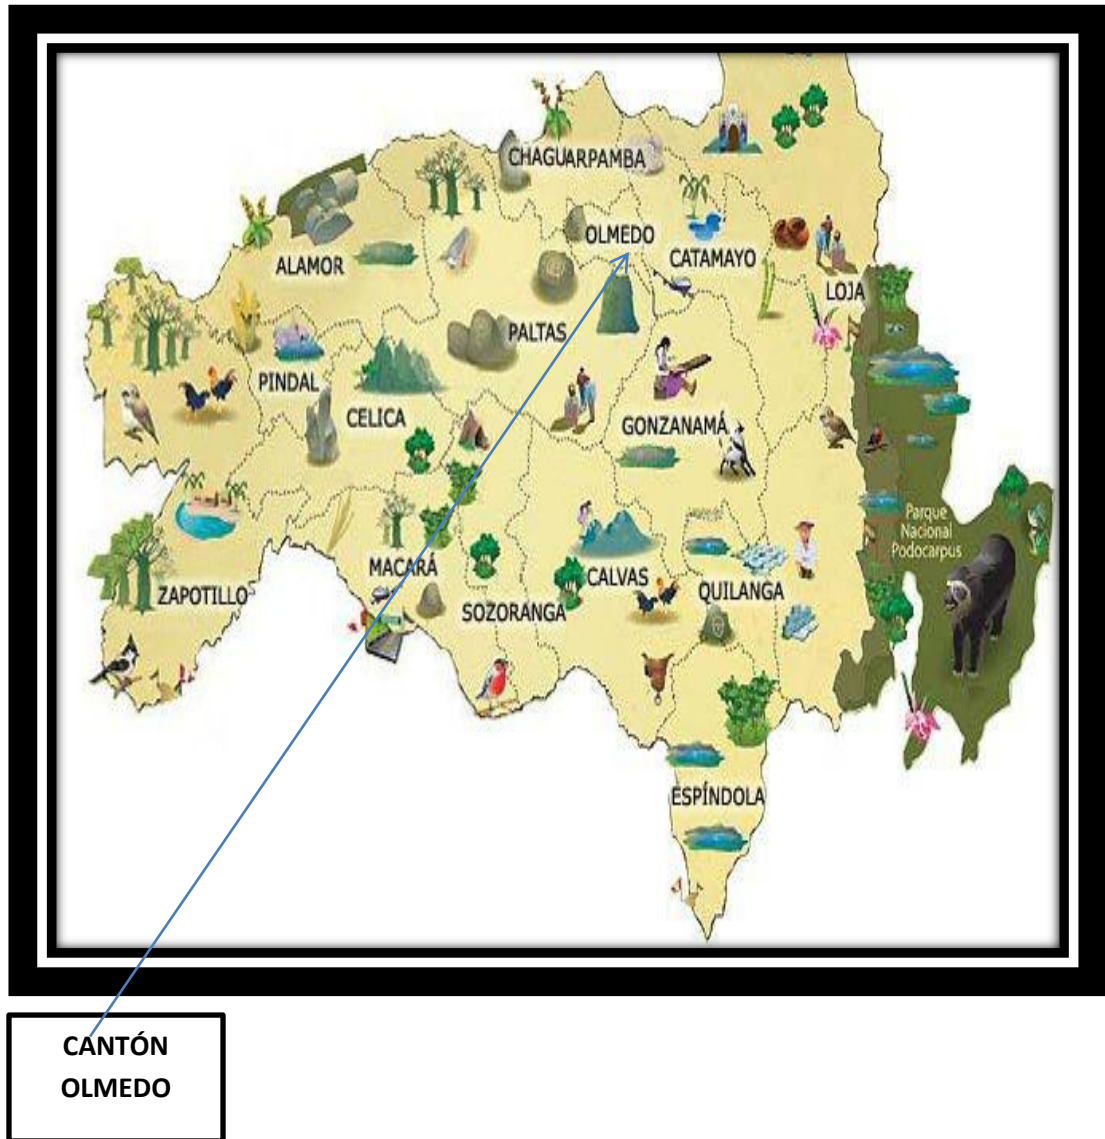 CHAGUARPAMBA
OLMEDO
CATAMAYO
ALAMOR
LOJA
PALTAS
PINDAL
CELICA
GONZANAMÁ
Parque
Nacional
Podocarpus
MACARÁ
CALVAS
QUILANGA
ZAPOTILLO
SOZORANGA
ESPÍNDOLA
CANTÓN
OLMEDO